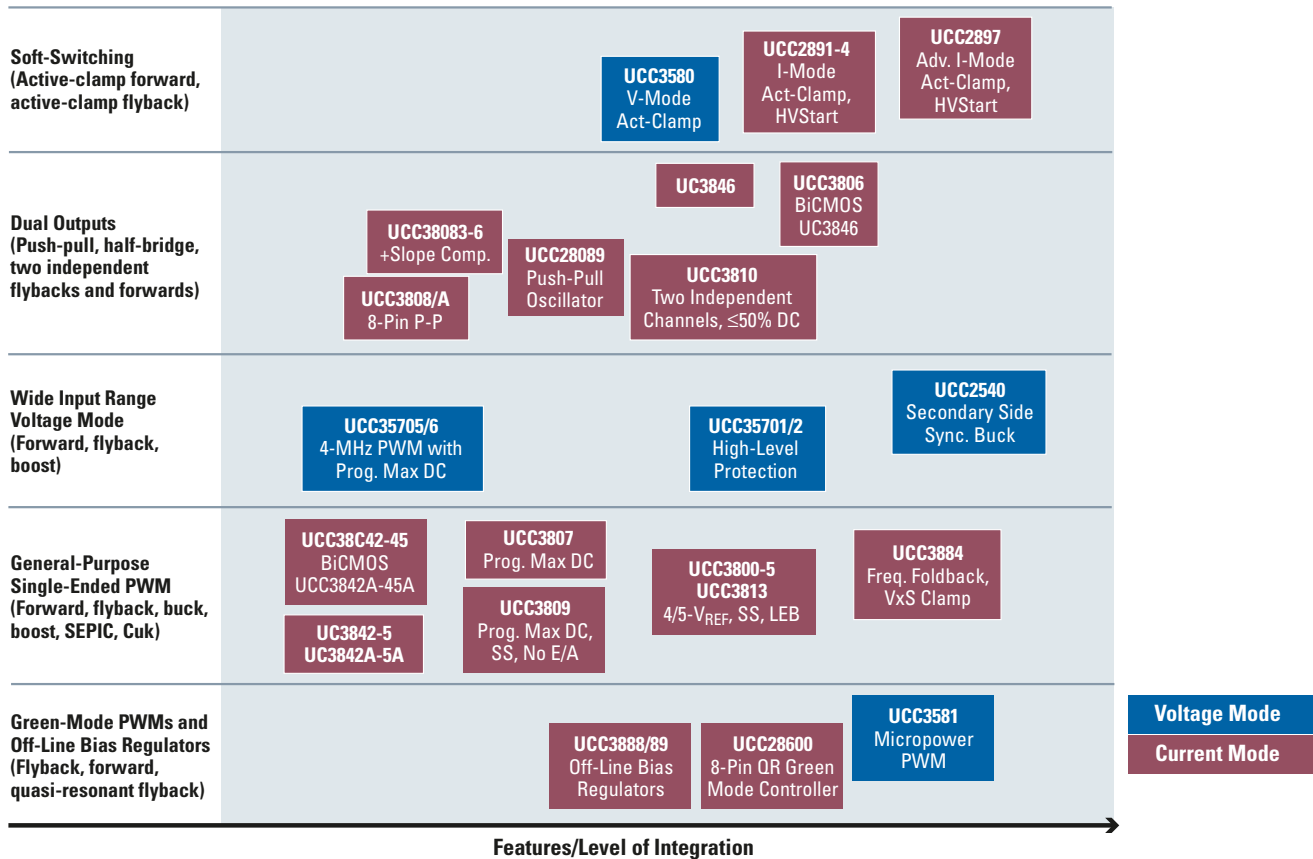 Soft-Switching
(Active-clamp forward,
active-clamp flyback)
UCC3580
V-Mode
Act-Clamp
UCC2891-4
I-Mode
Act-Clamp,
HVStart
UCC2897
Adv. I-Mode
Act-Clamp,
HVStart
Dual Outputs
(Push-pull, half-bridge,
two independent
flybacks and forwards)
UCC38083-6
+Slope Comp.
UCC3808/A
8-Pin P-P
UCC28089
Push-Pull
Oscillator
UC3846
UCC3806
BiCMOS
UC3846
UCC3810
Two Independent
Channels, ≤50% DC
Wide Input Range
Voltage Mode
(Forward, flyback,
boost)
UCC35705/6
4-MHz PWM with
Prog. Max DC
UCC35701/2
High-Level
Protection
UCC2540
Secondary Side
Sync. Buck
General-Purpose
Single-Ended PWM
(Forward, flyback, buck,
boost, SEPIC, Cuk)
UCC38C42-45
BiCMOS
UCC3842A-45A
UC3842-5
UC3842A-5A
UCC3807
Prog. Max DC
UCC3809
Prog. Max DC,
SS, No E/A
UCC3800-5
UCC3813
4/5-VREF, SS, LEB
UCC3884
Freq. Foldback,
VxS Clamp
Green-Mode PWMs and
Off-Line Bias Regulators
(Flyback, forward,
quasi-resonant flyback)
UCC3888/89
Off-Line Bias
Regulators
UCC28600
8-Pin QR Green
Mode Controller
UCC3581
Micropower
PWM
Voltage Mode
Current Mode
Features/Level of Integration